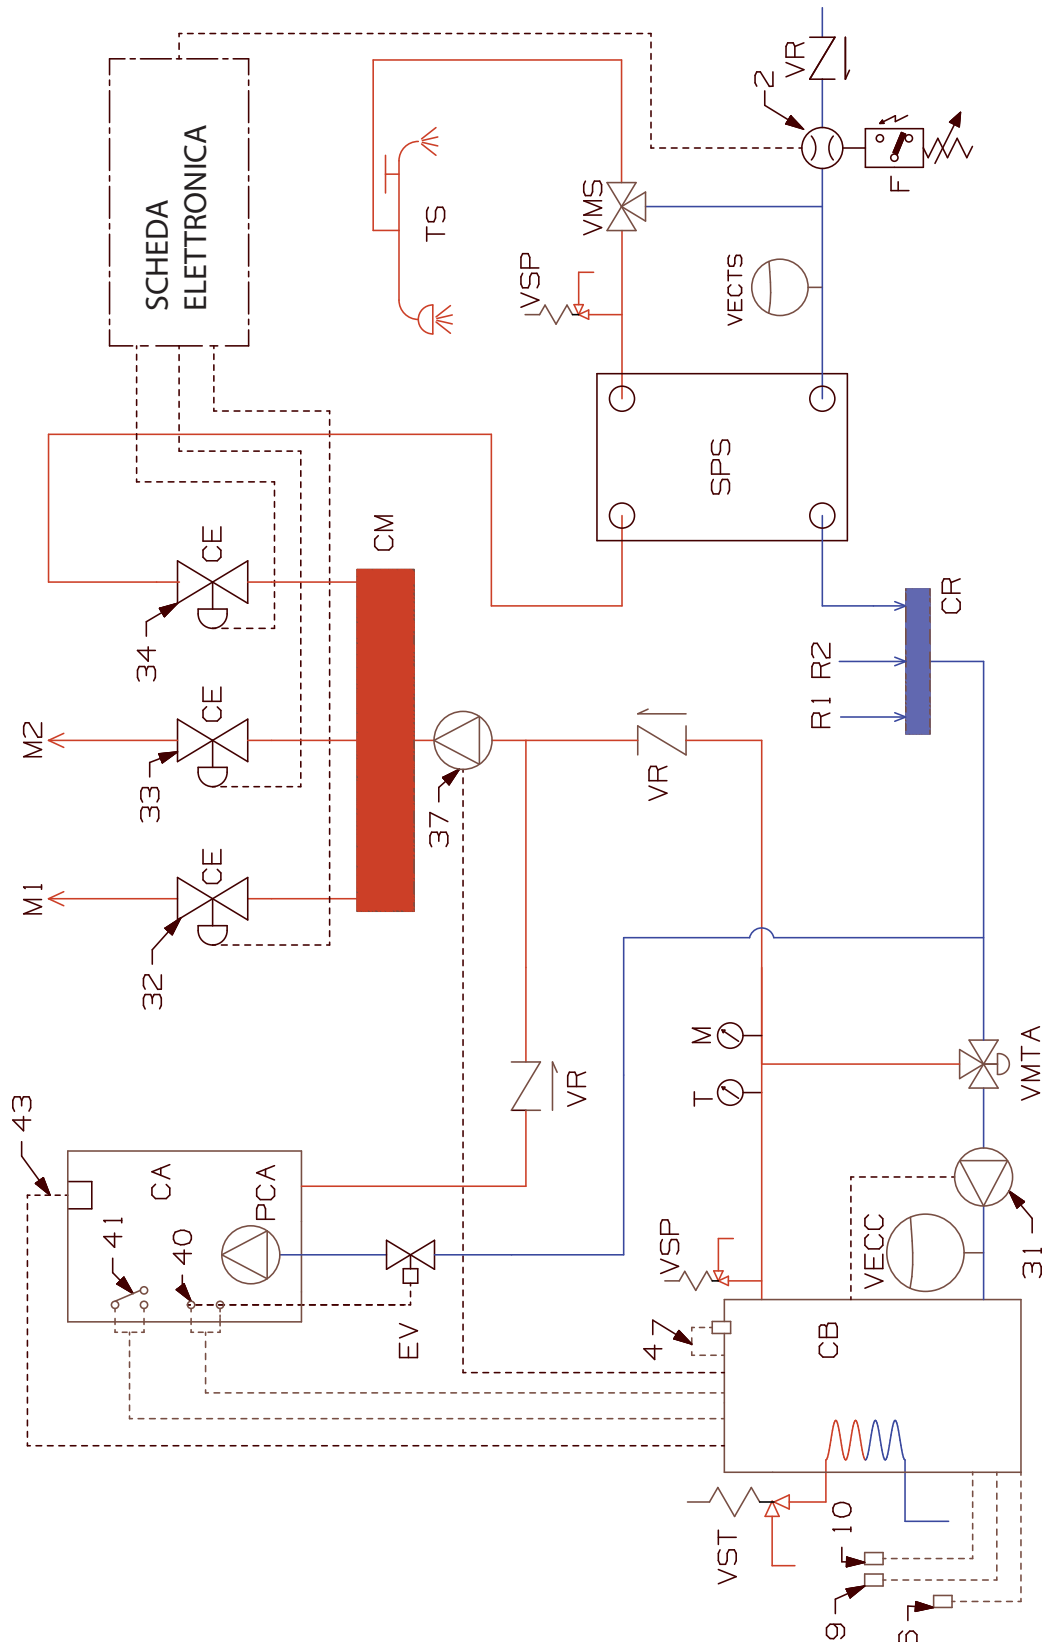 SCHEDA
ELETTRONICA
VR
2
F
TS
VMS
VSP
VECTS
SPS
CE
34
CM
CR
R2
R1
M2
CE
33
37
VR
M1
CE
32
M
T
VMTA
VR
43
CA
41
PCA
40
EV
VSP
VECC
31
47
CB
VST
10
9